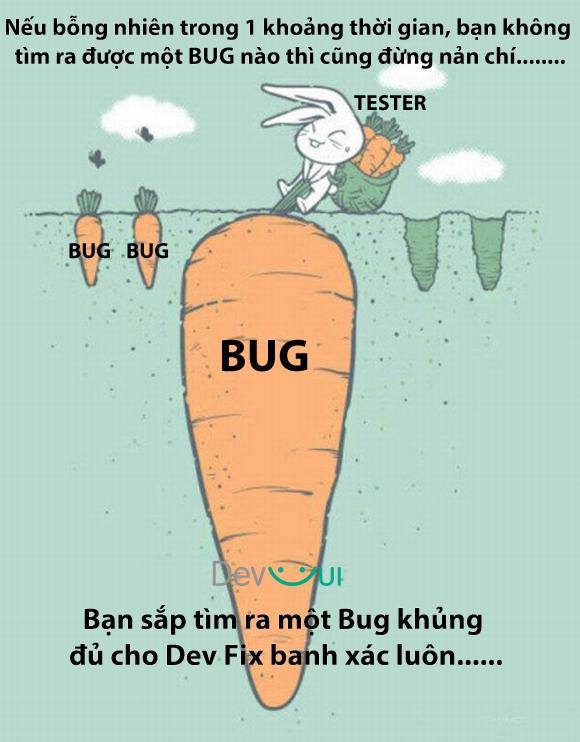 Nếu bỗng nhiên trong 1 khoảng thời gian, bạn không
tìm ra được một BUG nào thì cũng đừng nản chí........
TESTER
BUG BUG
BUG
Dev UI
Bạn sắp tìm ra một Bug khủng
đủ cho Dev Fix banh xác luôn......